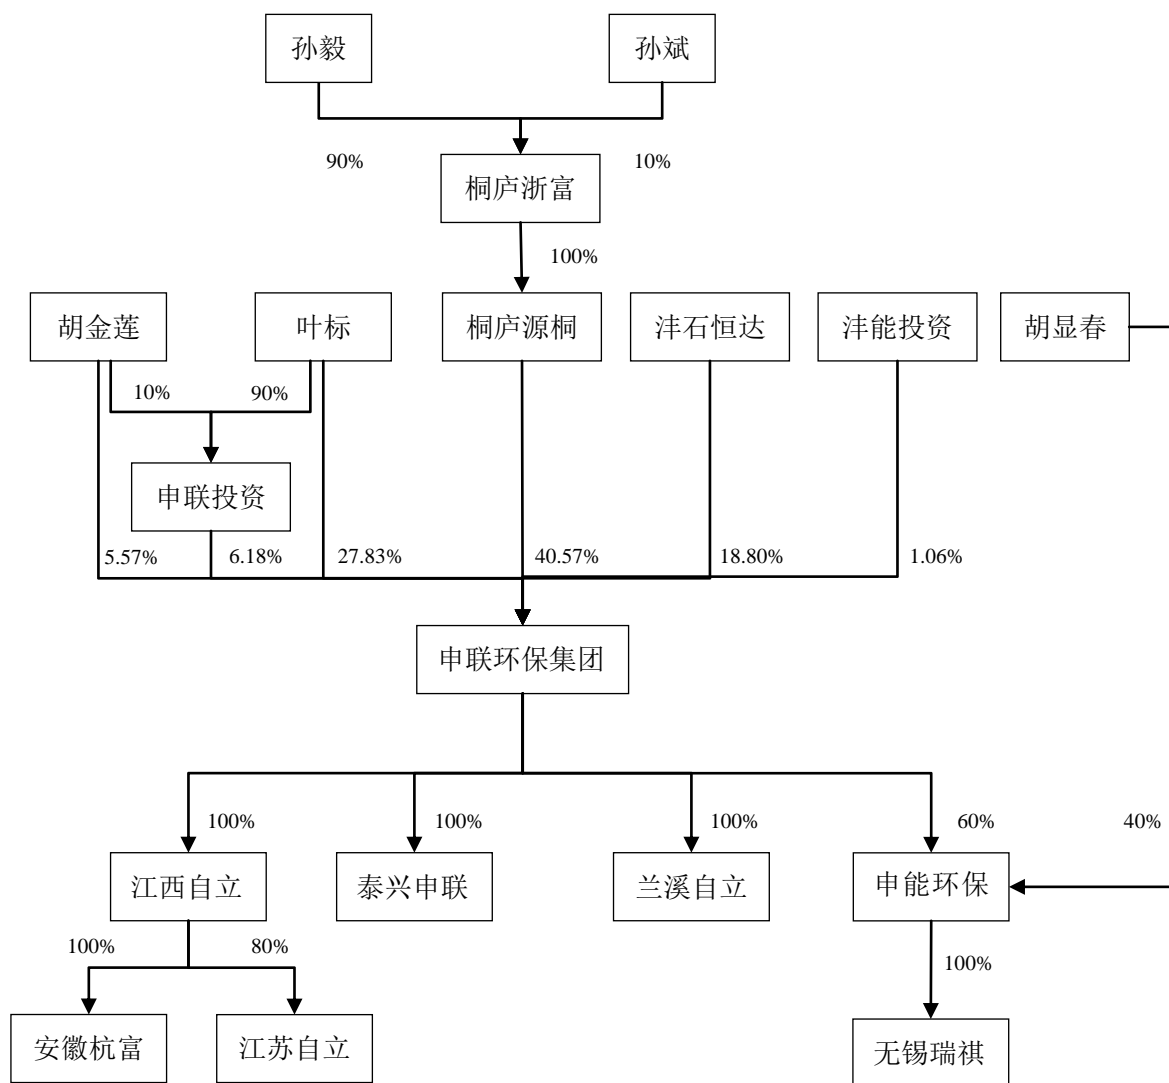 孙毅
孙斌
90%
10%
桐庐浙富
100%
胡金莲
叶标
桐庐源桐
沣石恒达
沣能投资
胡显春
10%
90%
申联投资
5.57%
6.18%
27.83%
40.57%
18.80%
1.06%
申联环保集团
100%
100%
100%
60%
40%
江西自立
泰兴申联
兰溪自立
申能环保
100%
80%
100%
安徽杭富
江苏自立
无锡瑞祺